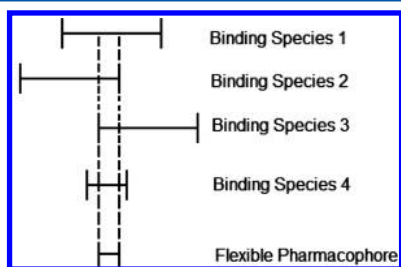 Binding Species 1
Binding Species 2
Binding Species 3
Binding Species 4
Flexible Pharmacophore